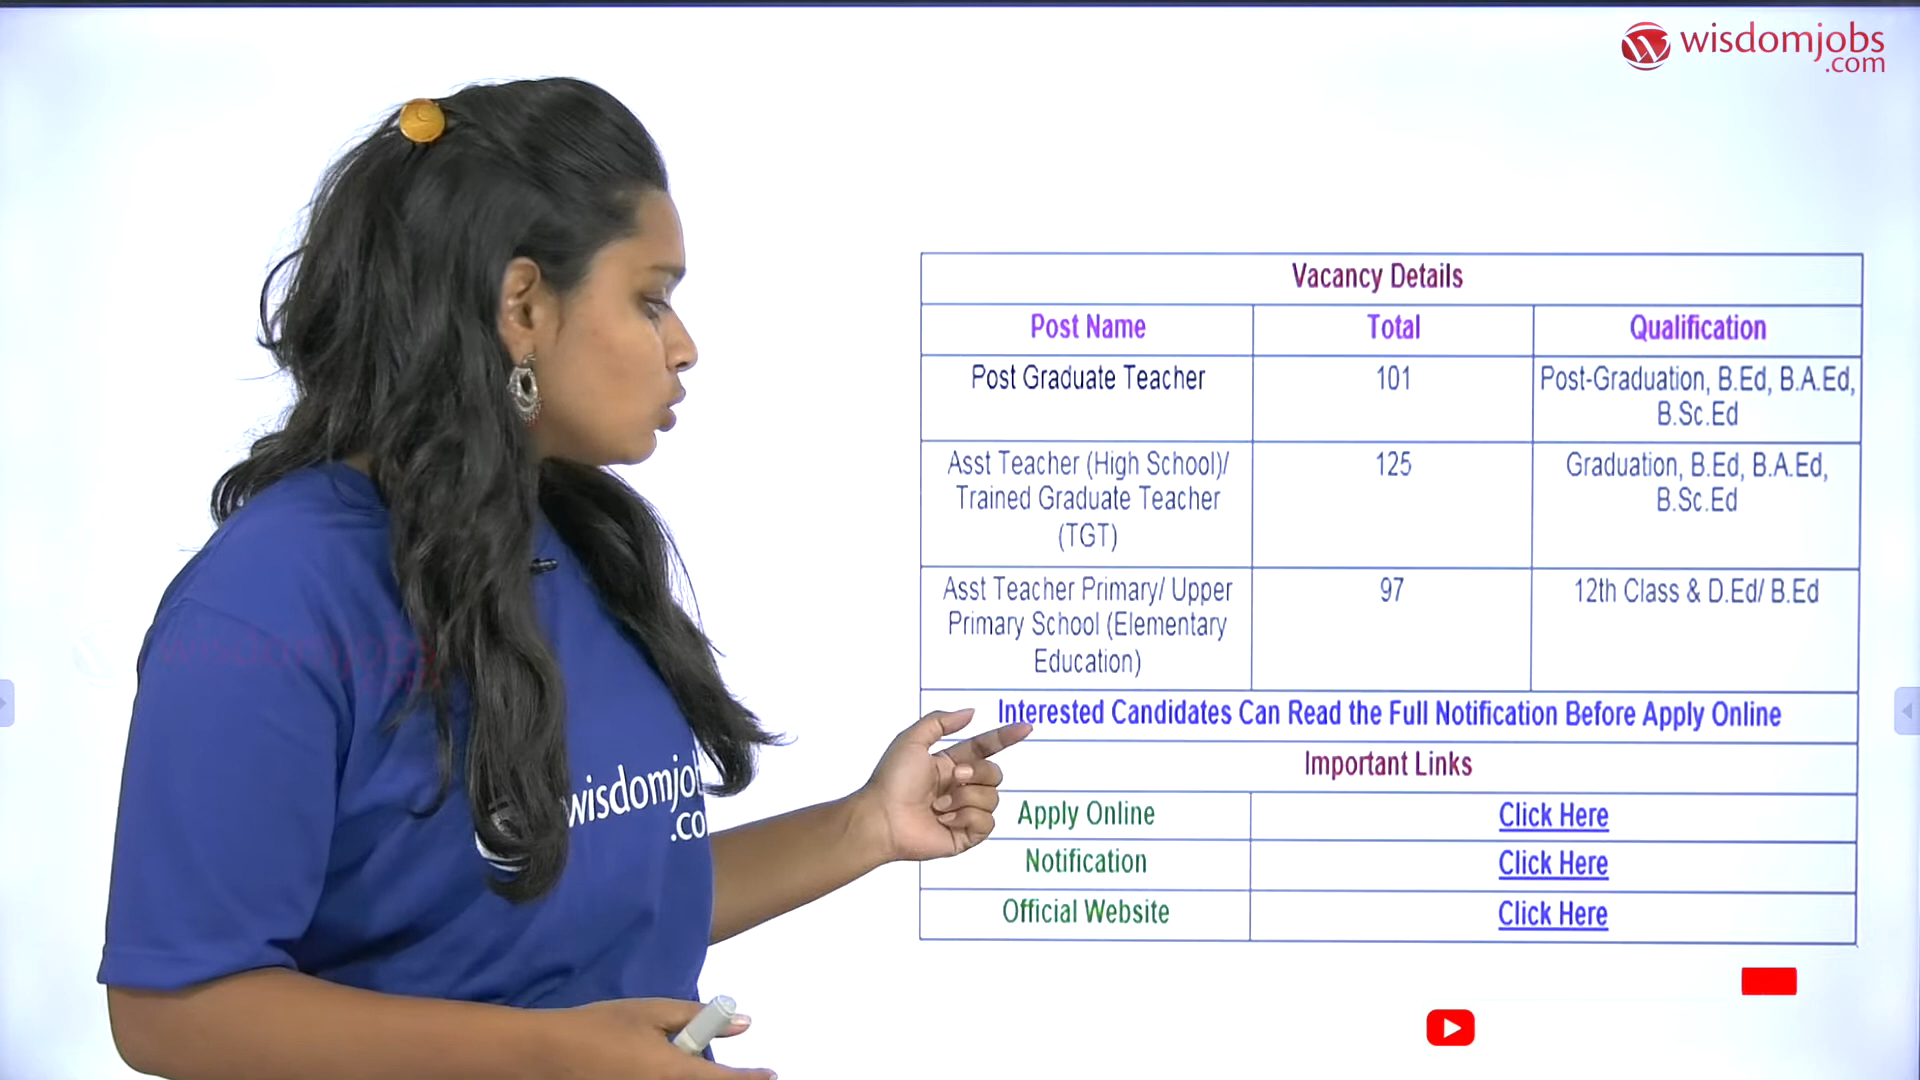 wisdomjobs
.com
Vacancy Details
Post Name Total Qualification
Post Graduate Teacher 101 Post-Graduation, B.Ed, B.A.Ed,
B.Sc.Ed
Asst Teacher (High School)/ 125 Graduation, B.Ed, B.A.Ed,
Trained Graduate Teacher B.Sc.Ed
(TGT)
Asst Teacher Primary/ Upper 97 12th Class & D.Ed/ B.Ed
Primary School (Elementary
Education)
Interested Candidates Can Read the Full Notification Before Apply Online
Important Links
Apply Online Click Here
Notification Click Here
Official Website Click Here
wisdomjobs
wisdomjo
.co